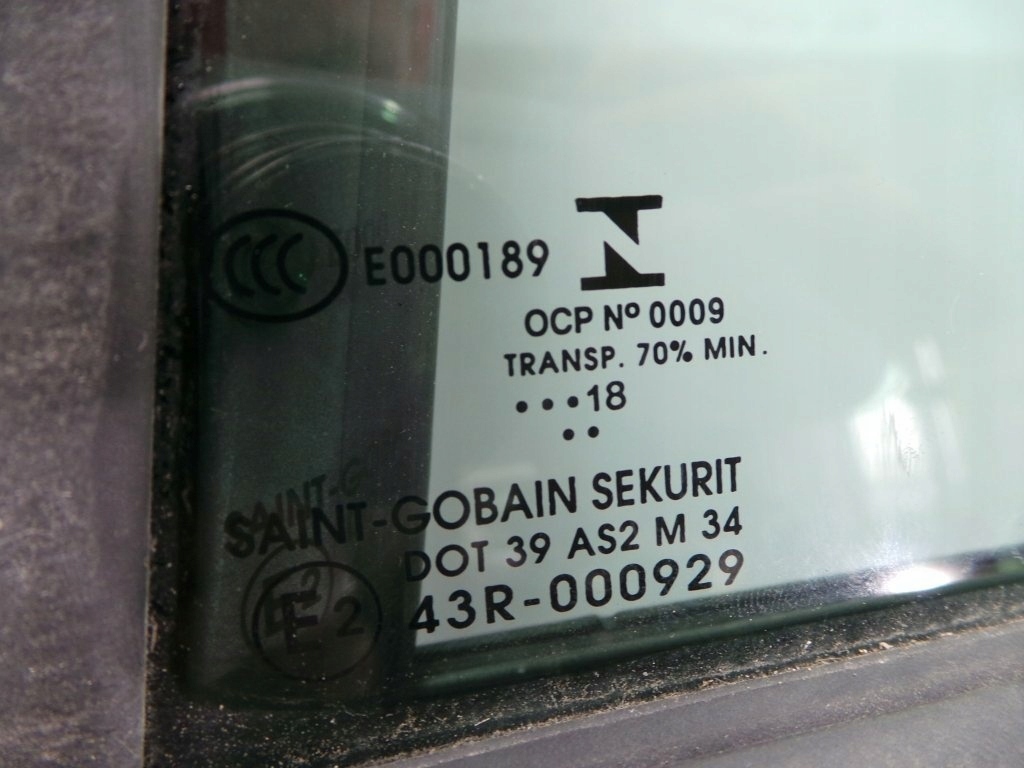 CCC E000189
OCP Nº 0009
TRANSP. 70% MIN.
•••18
••
SAINT-GOBAIN SEKURIT
DOT 39 AS2 M 34
E2 43R-000929